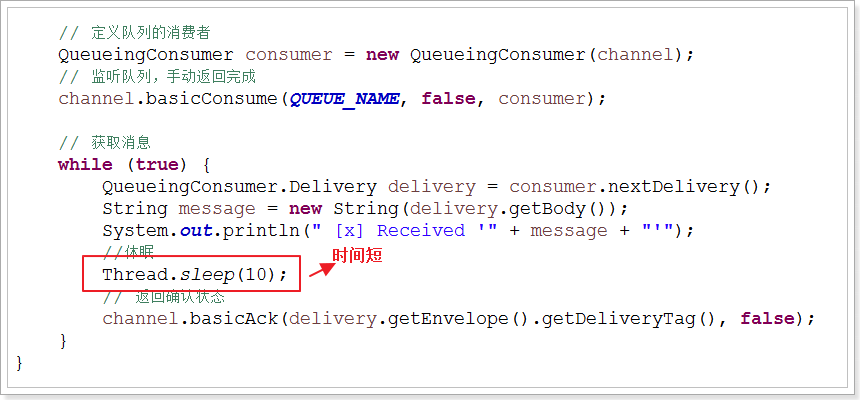 // 定义队列的消费者
QueueingConsumer consumer = new QueueingConsumer(channel);
// 监听队列，手动返回完成
channel.basicConsume(QUEUE_NAME, false, consumer);
// 获取消息
while (true) {
QueueingConsumer.Delivery delivery = consumer.nextDelivery();
String message = new String(delivery.getBody());
System.out.println(" [x] Received '" + message + "'");
//休眠
时间短
Thread.sleep(10);
// 返回确认状态
channel.basicAck(delivery.getEnvelope().getDeliveryTag(), false);
}
}